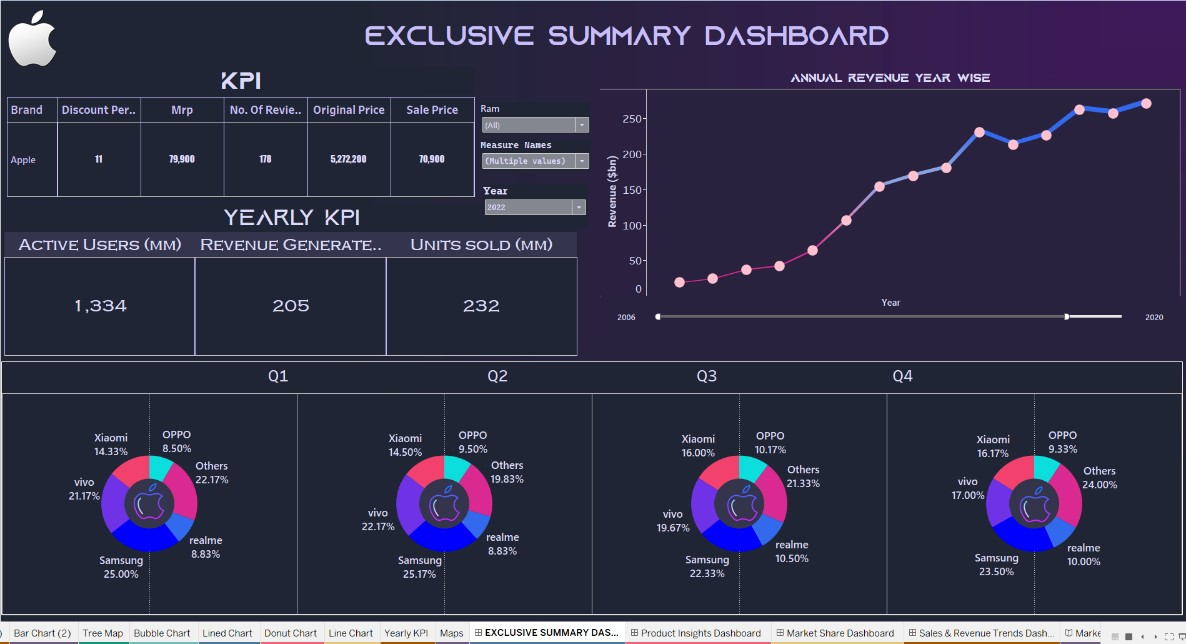 EXCLUSIVE SUMMARY DASHBOARD
KPI
Brand Discount Per.. Mrp No. Of Revie.. Original Price Sale Price
Apple 11 79,900 178 5,272,200 70,900
Ram
(All)
Measure Names
(Multiple values)
Year
2022
YEARLY KPI
ACTIVE USERS (MM) REVENUE GENERATE.. UNITS SOLD (MM)
1,334 205 232
ANNUAL REVENUE YEAR WISE
Revenue ($bn)
250
200
150
100
50
0
Year
2006 2020
Q1 Q2 Q3 Q4
Xiaomi
14.33%
OPPO
8.50%
Others
22.17%
vivo
21.17%
realme
8.83%
Samsung
25.00%
Xiaomi
14.50%
OPPO
9.50%
Others
19.83%
vivo
22.17%
realme
8.83%
Samsung
25.17%
Xiaomi
16.00%
OPPO
10.17%
Others
21.33%
vivo
19.67%
realme
10.50%
Samsung
22.33%
Xiaomi
16.17%
OPPO
9.33%
Others
24.00%
vivo
17.00%
realme
10.00%
Samsung
23.50%
) Bar Chart (2) Tree Map Bubble Chart Lined Chart Donut Chart Line Chart Yearly KPI Maps EXCLUSIVE SUMMARY DAS... Product Insights Dashboard Market Share Dashboard Sales & Revenue Trends Dash... Marke